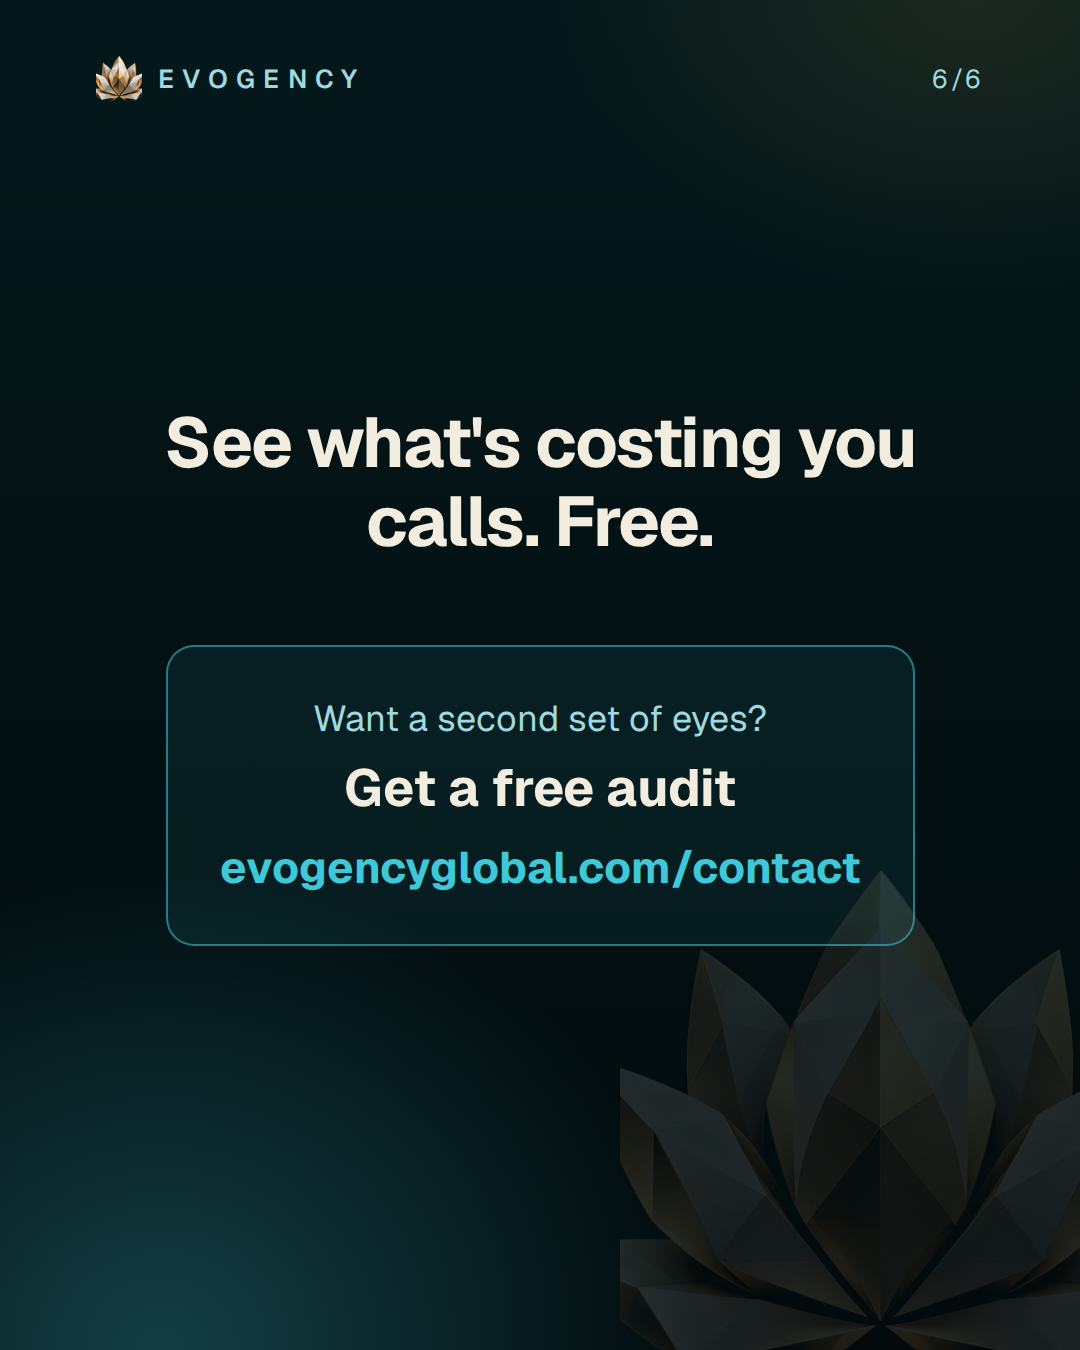 EVOGENCY
6/6
See what's costing you
calls. Free.
Want a second set of eyes?
Get a free audit
evogencyglobal.com/contact